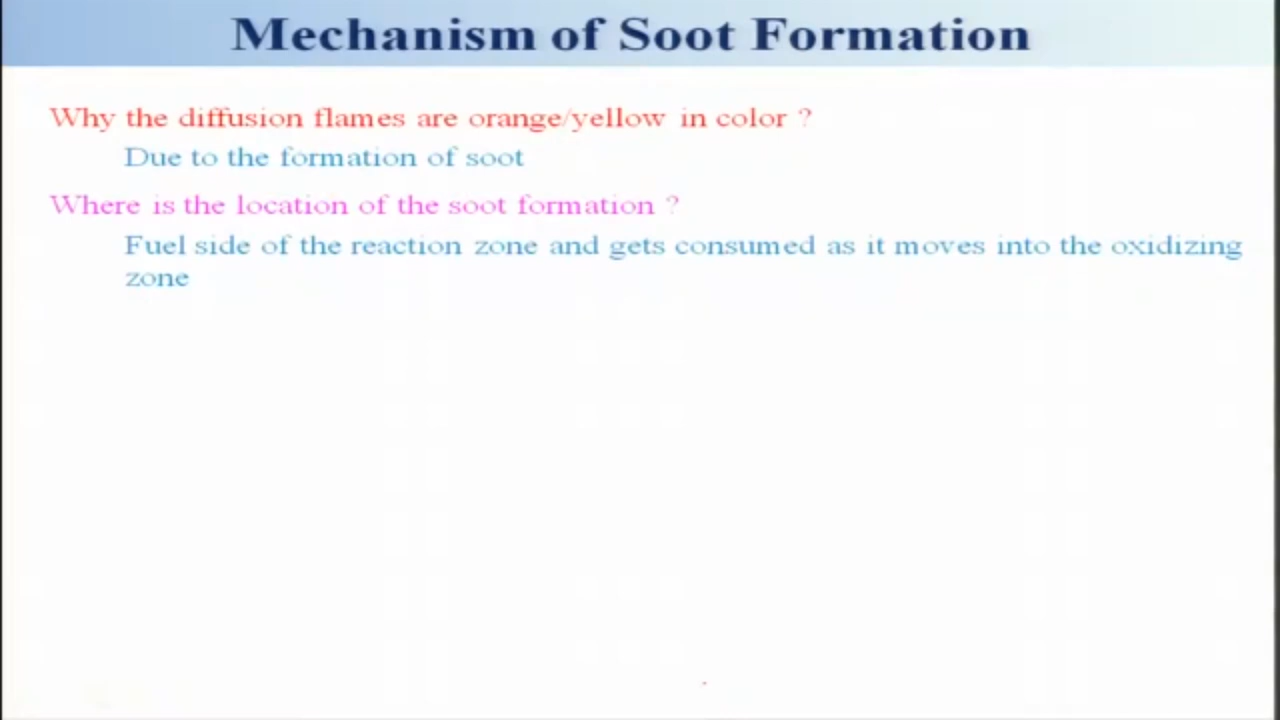 Mechanism of Soot Formation
Why the diffusion flames are orange/yellow in color ?
Due to the formation of soot
Where is the location of the soot formation ?
Fuel side of the reaction zone and gets consumed as it moves into the oxidizing
zone